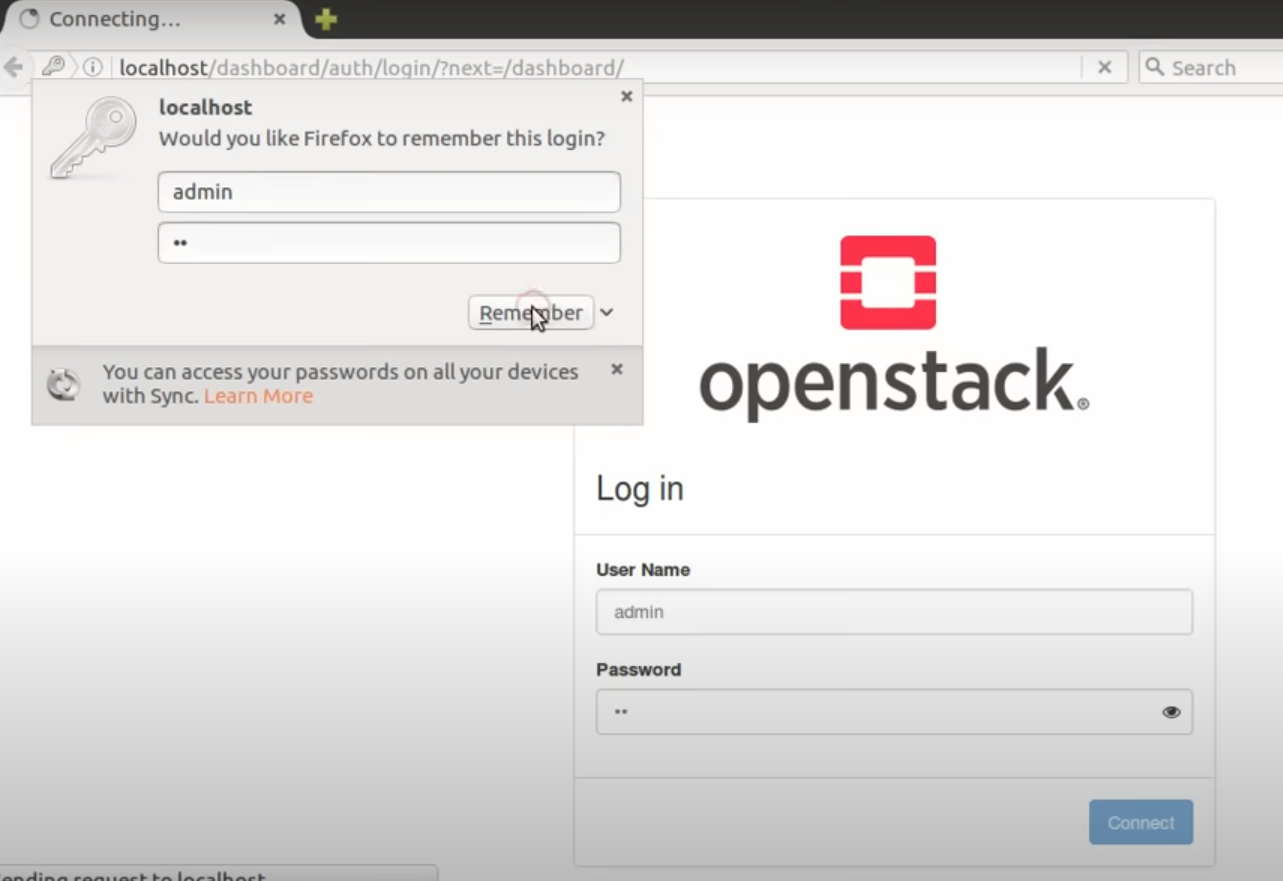 Connecting...
localhost/dashboard/auth/login/?next=/dashboard/
Search
localhost
Would you like Firefox to remember this login?
admin
••
Remember
You can access your passwords on all your devices
with Sync. Learn More
openstack®
Log in
User Name
admin
Password
••
Connect
request to localhost